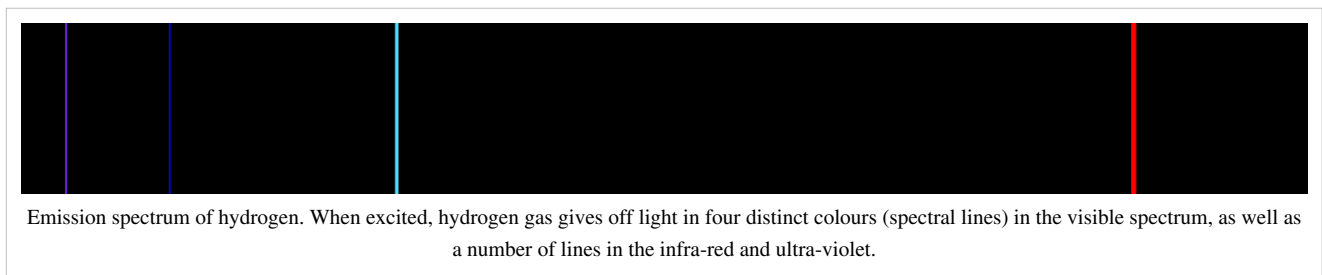 Emission spectrum of hydrogen. When excited, hydrogen gas gives off light in four distinct colours (spectral lines) in the visible spectrum, as well as
a number of lines in the infra-red and ultra-violet.